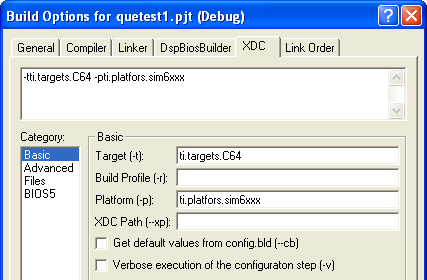 Build Options for quetest1.pjt (Debug)
General Compiler Linker DspBiosBuilder XDC Link Order
-tti.targets.C64 -pti.platfors.sim6xxx
Category:
Basic
Advanced
Files
BIOS5
Basic
Target (-t): ti.targets.C64
Build Profile (-r):
Platform (-p): ti.platfors.sim6xxx
XDC Path (--xp):
Get default values from config.bld (--cb)
Verbose execution of the configuraton step (-v)